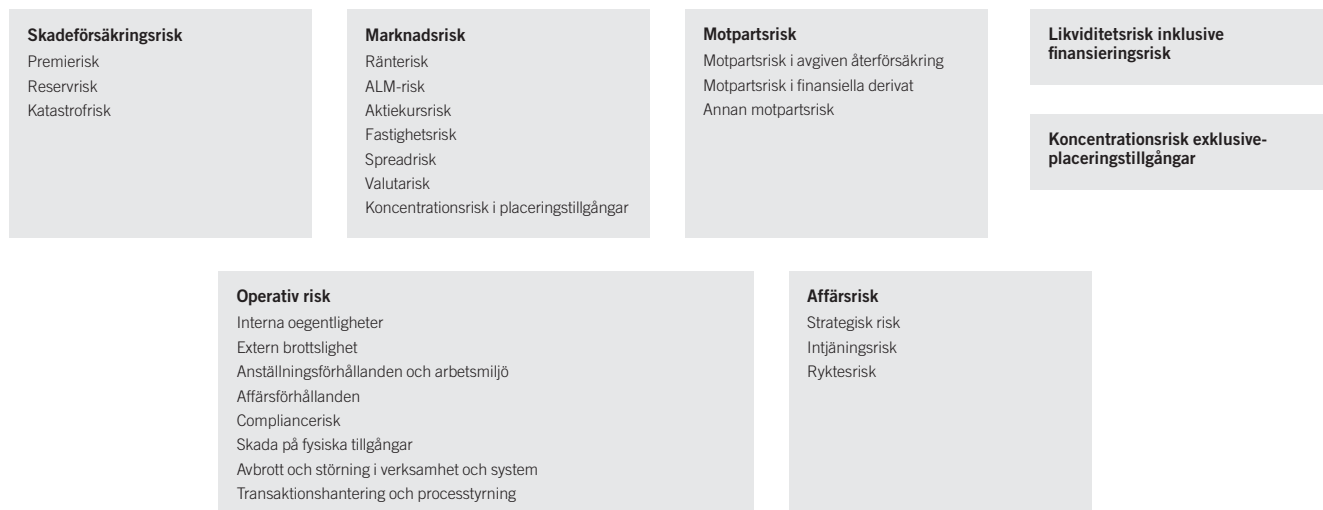 Skadeförsäkringsrisk
Premierisk
Reservrisk
Katastrofrisk
Marknadsrisk
Ränterisk
ALM-risk
Aktiekursrisk
Fastighetsrisk
Spreadrisk
Valutarisk
Koncentrationsrisk i placeringstillgångar
Motpartsrisk
Motpartsrisk i avgiven återförsäkring
Motpartsrisk i finansiella derivat
Annan motpartsrisk
Likviditetsrisk inklusive
finansieringsrisk
Koncentrationsrisk exklusive-
placeringstillgångar
Operativ risk
Interna oegentligheter
Extern brottslighet
Anställningsförhållanden och arbetsmiljö
Affärsförhållanden
Compliancerisk
Skada på fysiska tillgångar
Avbrott och störning i verksamhet och system
Transaktionshantering och processtyrning
Affärsrisk
Strategisk risk
Intjäningsrisk
Ryktesrisk